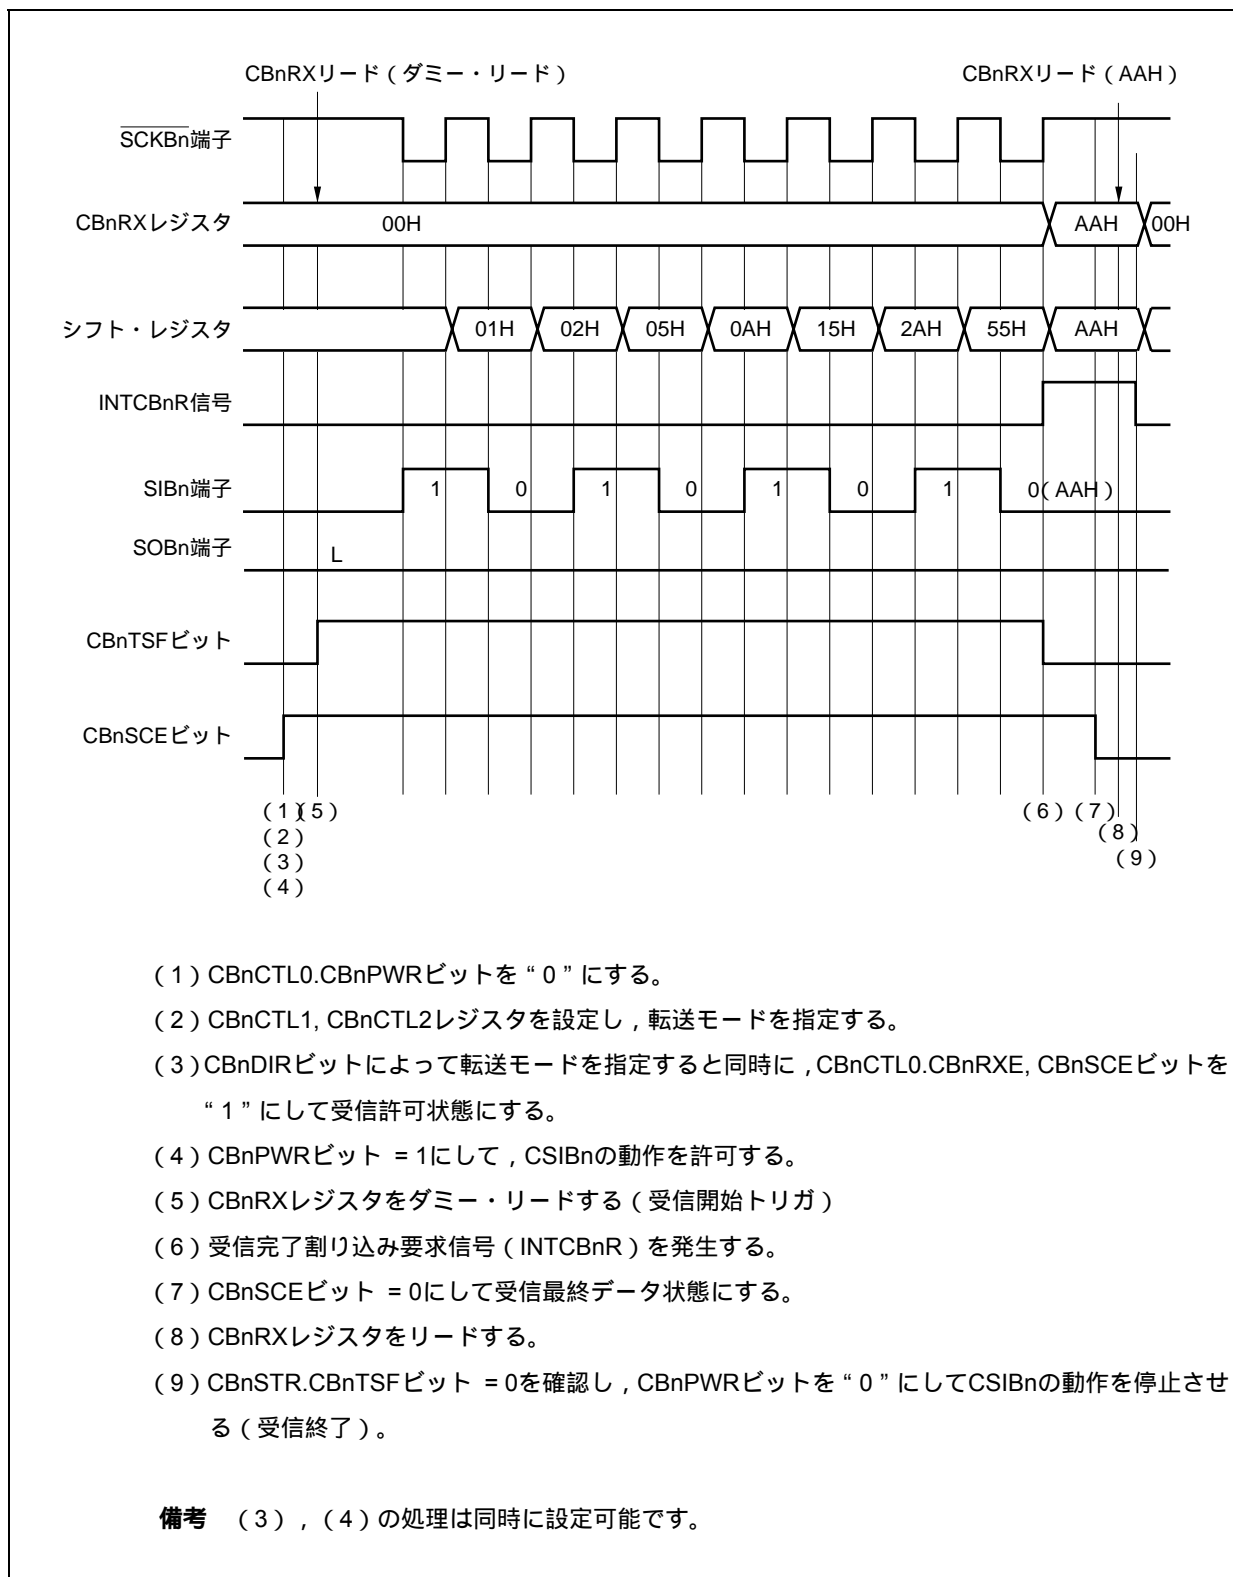 CBnRXリード（ダミー・リード） CBnRXリード（AAH）
SCKBn端子
CBnRXレジスタ 00H AAH 00H
シフト・レジスタ 01H 02H 05H 0AH 15H 2AH 55H AAH
INTCBnR信号
SIBn端子 1 0 1 0 1 0 1 0（AAH）
SOBn端子 L
CBnTSFビット
CBnSCEビット
（1）（5） （6）（7）
（2） （8）
（3） （9）
（4）
（1）CBnCTL0.CBnPWRビットを“0”にする。
（2）CBnCTL1, CBnCTL2レジスタを設定し，転送モードを指定する。
（3）CBnDIRビットによって転送モードを指定すると同時に，CBnCTL0.CBnRXE, CBnSCEビットを
“1”にして受信許可状態にする。
（4）CBnPWRビット = 1にして，CSIBnの動作を許可する。
（5）CBnRXレジスタをダミー・リードする（受信開始トリガ）
（6）受信完了割り込み要求信号（INTCBnR）を発生する。
（7）CBnSCEビット = 0にして受信最終データ状態にする。
（8）CBnRXレジスタをリードする。
（9）CBnSTR.CBnTSFビット = 0を確認し，CBnPWRビットを“0”にしてCSIBnの動作を停止させ
る（受信終了）。
備考 （3），（4）の処理は同時に設定可能です。